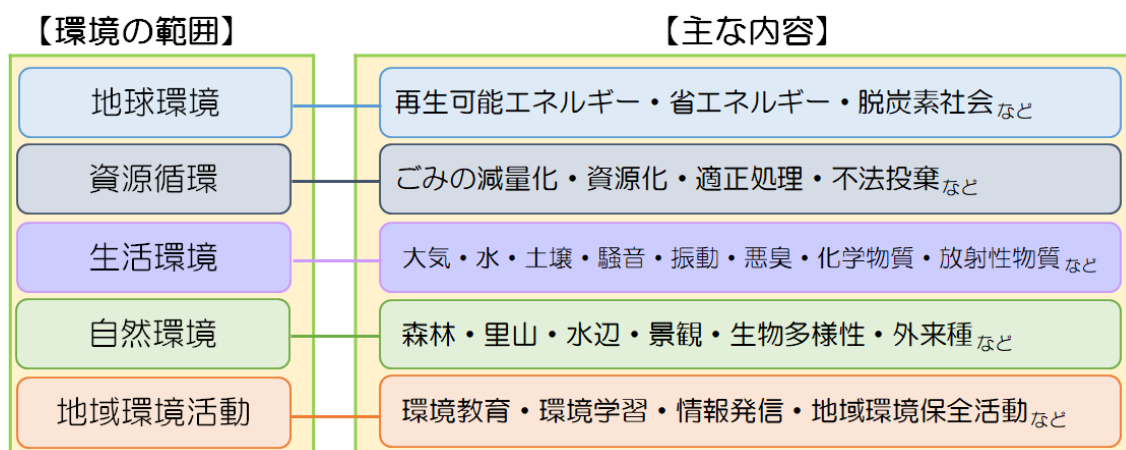 【環境の範囲】 【主な内容】
地球環境 再生可能エネルギー・省エネルギー・脱炭素社会など
資源循環 ごみの減量化・資源化・適正処理・不法投棄など
生活環境 大気・水・土壌・騒音・振動・悪臭・化学物質・放射性物質など
自然環境 森林・里山・水辺・景観・生物多様性・外来種など
地域環境活動 環境教育・環境学習・情報発信・地域環境保全活動など